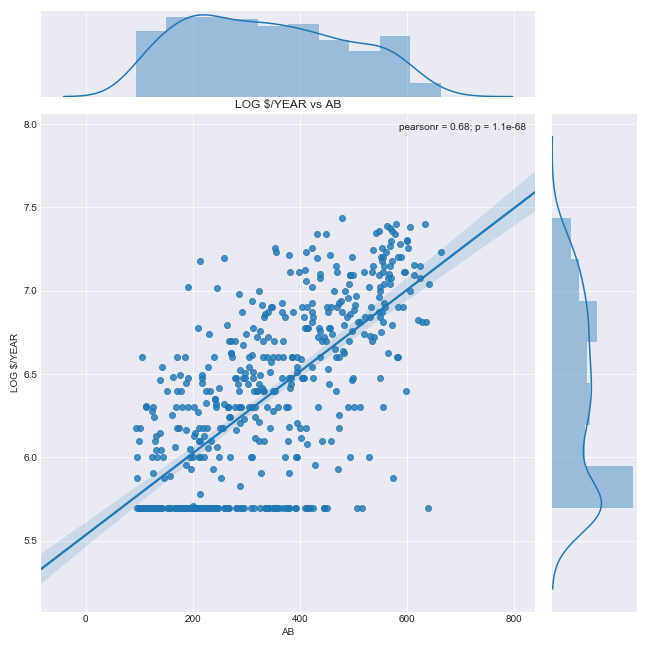 LOG $/YEAR vs AB
pearsonr = 0.68; p = 1.1e-68
8.0
7.5
7.0
6.5
6.0
5.5
LOG $/YEAR
0 200 400 600 800
AB